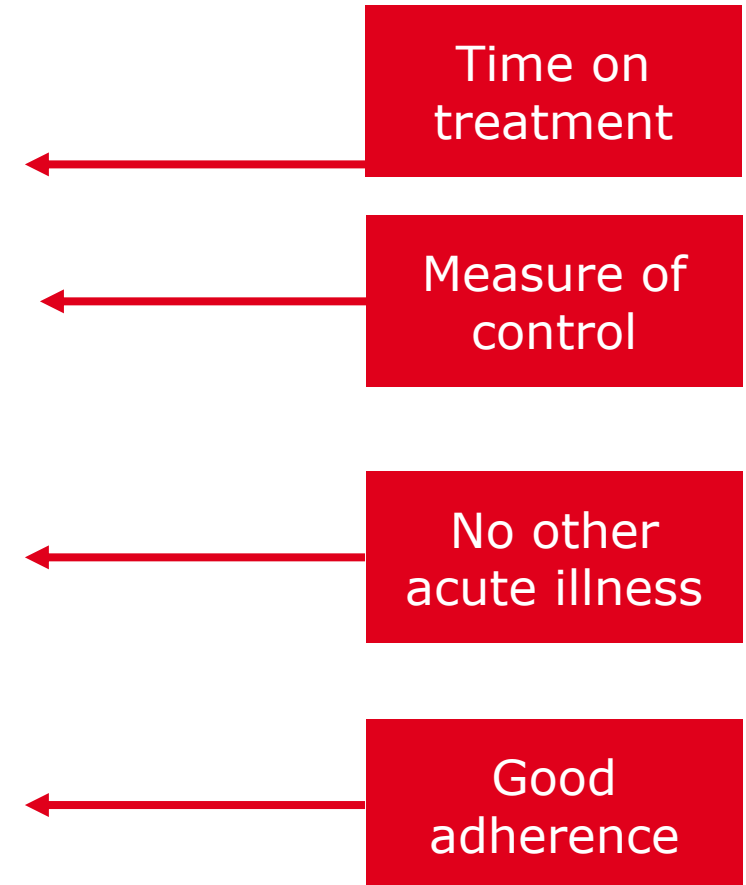 Time on
treatment
Measure of
control
No other
acute illness
Good
adherence